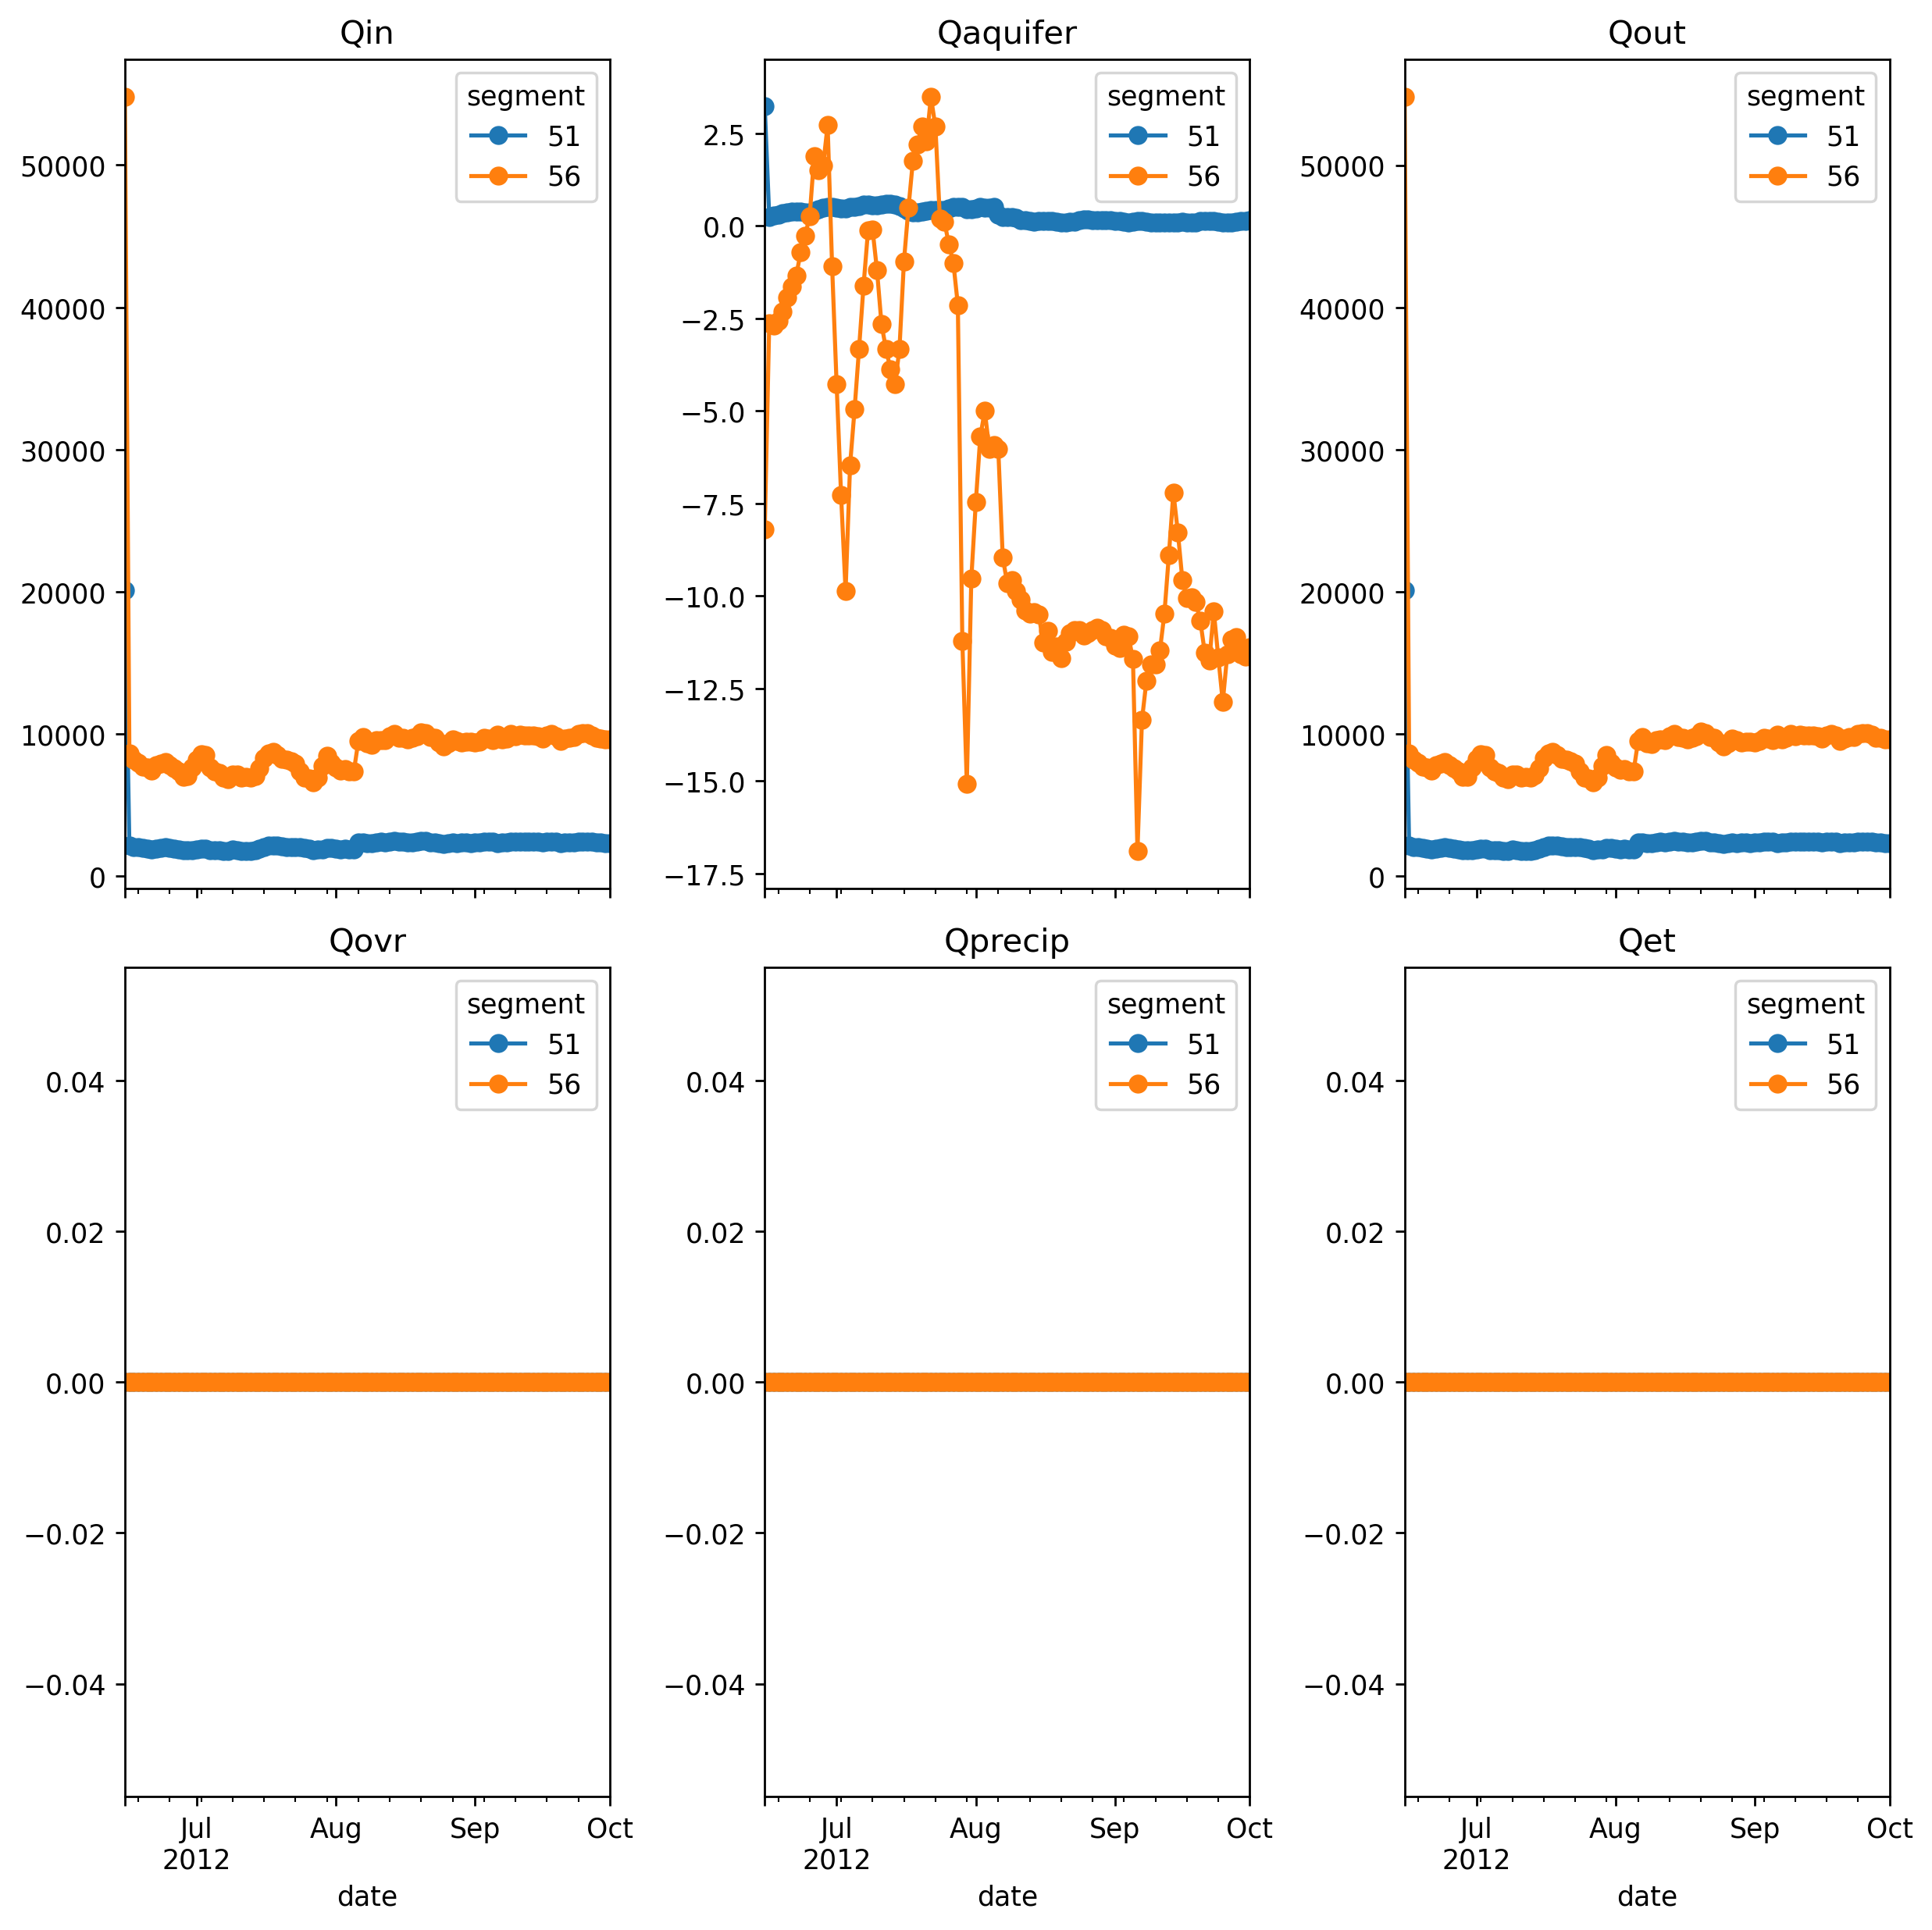 Qin
segment
51
56
50000
40000
30000
20000
10000
0
Qaquifer
segment
51
56
2.5
0.0
−2.5
−5.0
−7.5
−10.0
−12.5
−15.0
−17.5
Qout
segment
51
56
50000
40000
30000
20000
10000
0
Qovr
segment
51
56
0.04
0.02
0.00
−0.02
−0.04
Jul
2012
Aug
Sep
Oct
date
Qprecip
segment
51
56
0.04
0.02
0.00
−0.02
−0.04
Jul
2012
Aug
Sep
Oct
date
Qet
segment
51
56
0.04
0.02
0.00
−0.02
−0.04
Jul
2012
Aug
Sep
Oct
date